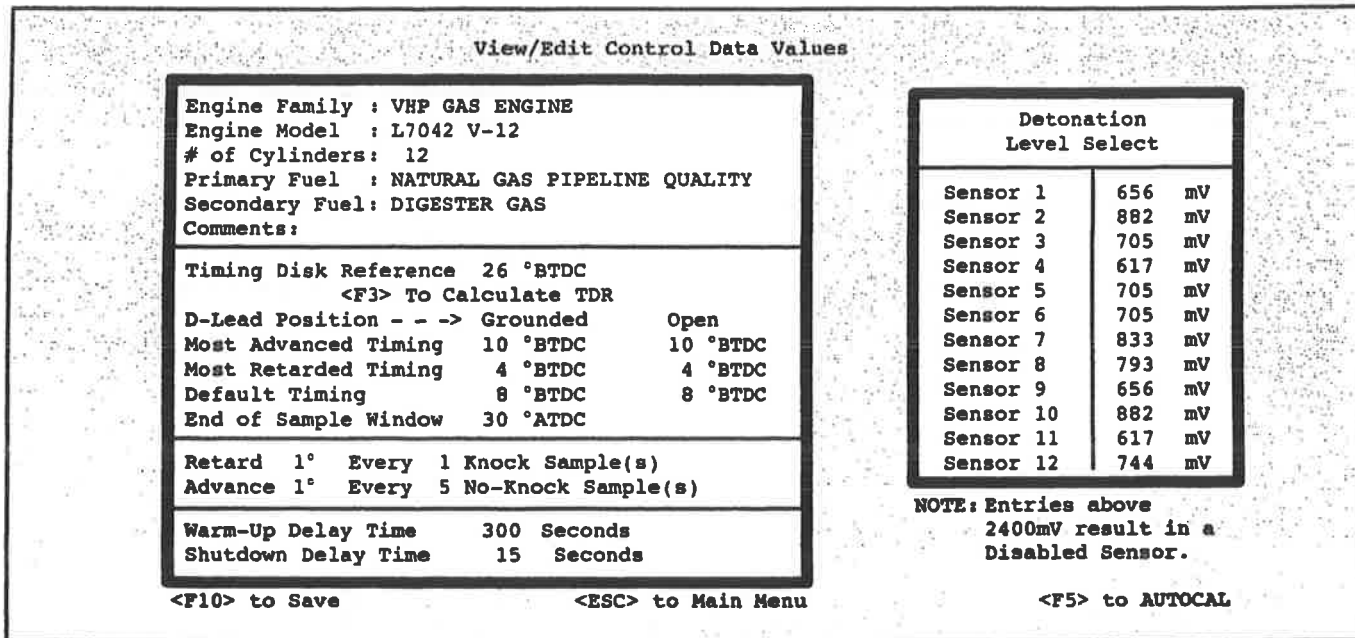 View/Edit Control Data Values
Engine Family : VHP GAS ENGINE
Engine Model : L7042 V-12
# of Cylinders: 12
Primary Fuel : NATURAL GAS PIPELINE QUALITY
Secondary Fuel: DIGESTER GAS
Comments:
Timing Disk Reference 26 °BTDC
<F3> To Calculate TDR
D-Lead Position - - -> Grounded Open
Most Advanced Timing 10 °BTDC 10 °BTDC
Most Retarded Timing 4 °BTDC 4 °BTDC
Default Timing 8 °BTDC 8 °BTDC
End of Sample Window 30 °ATDC
Retard 1° Every 1 Knock Sample(s)
Advance 1° Every 5 No-Knock Sample(s)
Warm-Up Delay Time 300 Seconds
Shutdown Delay Time 15 Seconds
<F10> to Save <ESC> to Main Menu
Detonation
Level Select
Sensor 1 656 mV
Sensor 2 882 mV
Sensor 3 705 mV
Sensor 4 617 mV
Sensor 5 705 mV
Sensor 6 705 mV
Sensor 7 833 mV
Sensor 8 793 mV
Sensor 9 656 mV
Sensor 10 882 mV
Sensor 11 617 mV
Sensor 12 744 mV
NOTE: Entries above
2400mV result in a
Disabled Sensor.
<F5> to AUTOCAL